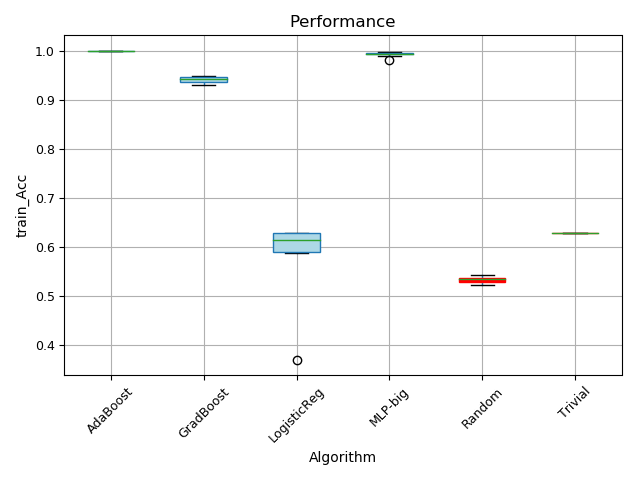 Performance
1.0
0.9
0.8
0.7
0.6
0.5
0.4
train_Acc
AdaBoost
GradBoost
LogisticReg
MLP-big
Random
Trivial
Algorithm